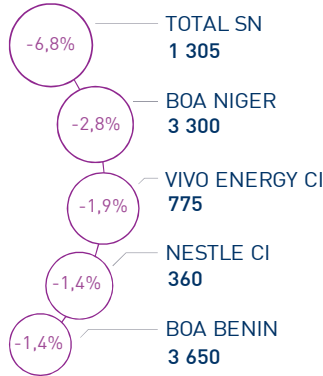 -6,8%
TOTAL SN
1 305
-2,8%
BOA NIGER
3 300
-1,9%
VIVO ENERGY CI
775
-1,4%
NESTLE CI
360
-1,4%
BOA BENIN
3 650